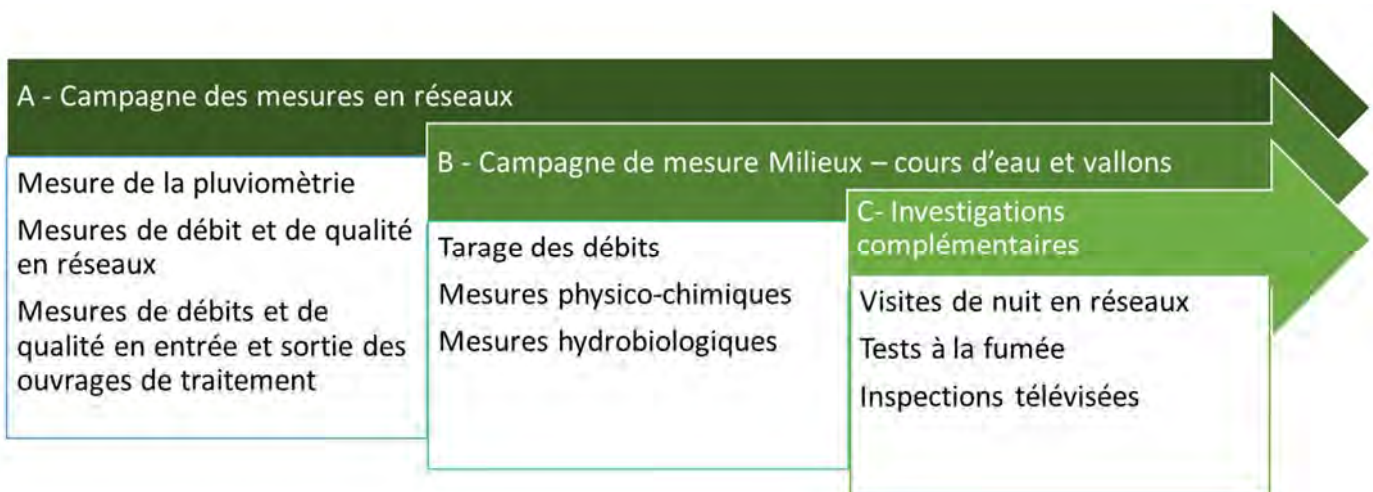 A - Campagne des mesures en réseaux
Mesure de la pluviomètrie
Mesures de débit et de qualité
en réseaux
Mesures de débits et de
qualité en entrée et sortie des
ouvrages de traitement
B - Campagne de mesure Milieux – cours d'eau et vallons
Tarage des débits
Mesures physico-chimiques
Mesures hydrobiologiques
C- Investigations
complémentaires
Visites de nuit en réseaux
Tests à la fumée
Inspections télévisées